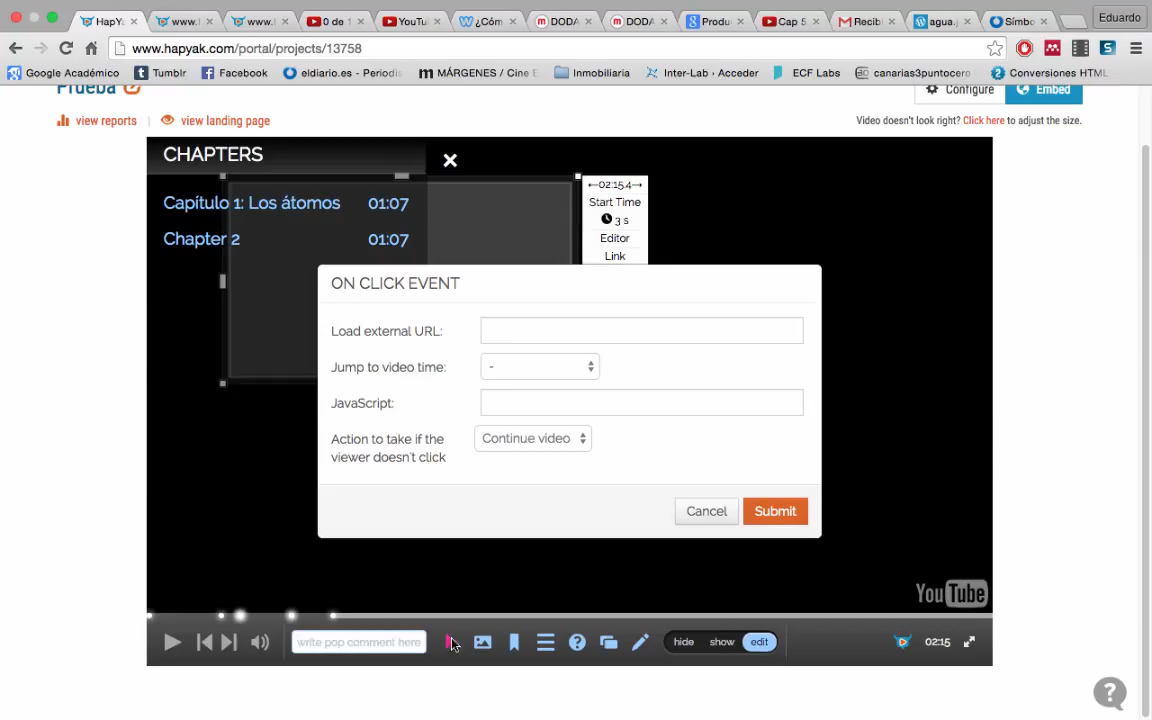 HapYa
www.l
www.l
0 de 1
YouTu
¿Cóm
DODA
DODA
Produ
Cap 5
Recib
agua.j
Símbo
Eduardo
www.hapyak.com/portal/projects/13758
Google Académico
Tumblr
Facebook
eldiario.es - Periodis
MÁRGENES / Cine E
Inmobiliaria
Inter-Lab › Acceder
ECF Labs
canarias3puntocero
Conversiones HTML
Prueba
Configure
Embed
view reports
view landing page
Video doesn't look right? Click here to adjust the size.
CHAPTERS
Capítulo 1: Los átomos 01:07
Chapter 2 01:07
←02:15.4→
Start Time
3 s
Editor
Link
ON CLICK EVENT
Load external URL:
Jump to video time: -
JavaScript:
Action to take if the
viewer doesn't click
Continue video
Cancel
Submit
YouTube
write pop comment here
hide
show
edit
02:15